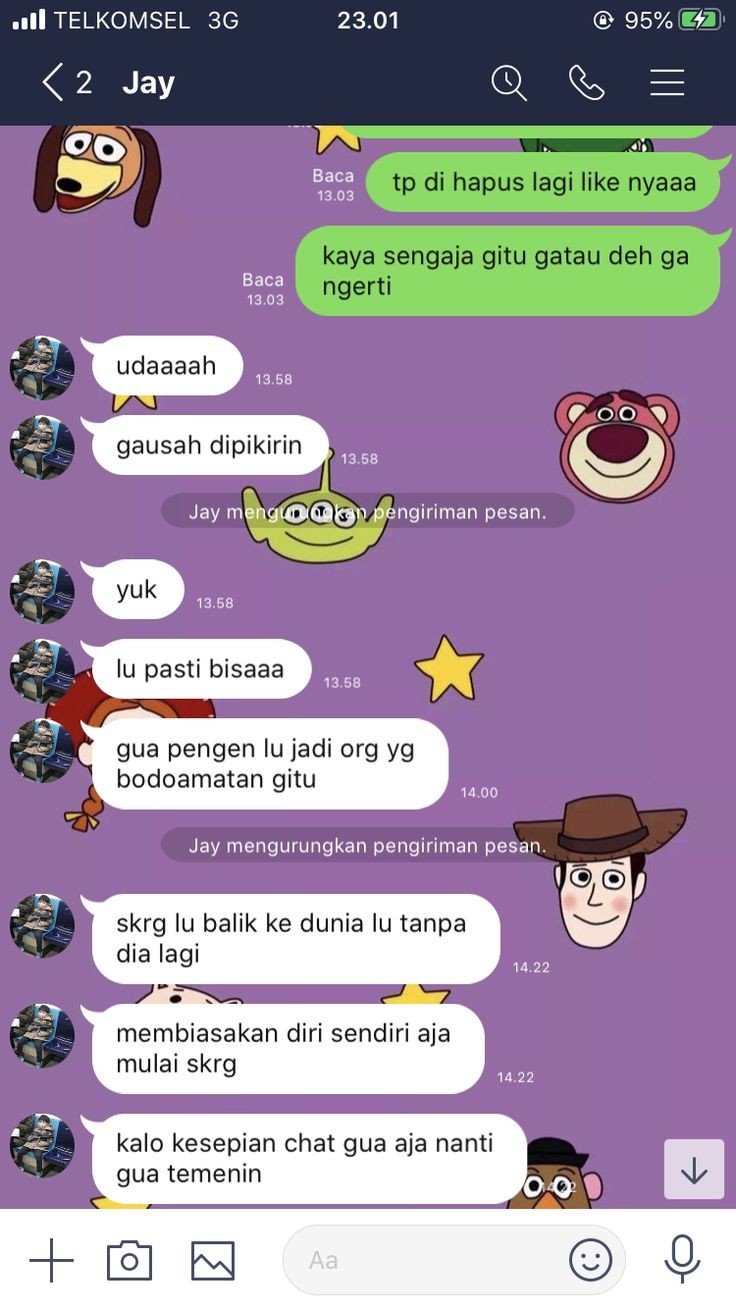 TELKOMSEL 3G 23.01 95%
2 Jay
Baca
13.03
tp di hapus lagi like nyaaa
kaya sengaja gitu gatau deh ga
ngerti
Baca
13.03
udaaaah
13.58
gausah dipikirin
13.58
Jay mengurungkan pengiriman pesan.
yuk
13.58
lu pasti bisaaa
13.58
gua pengen lu jadi org yg
bodoamatan gitu
14.00
Jay mengurungkan pengiriman pesan.
skrg lu balik ke dunia lu tanpa
dia lagi
14.22
membiasakan diri sendiri aja
mulai skrg
14.22
kalo kesepian chat gua aja nanti
gua temenin
14.22
Aa